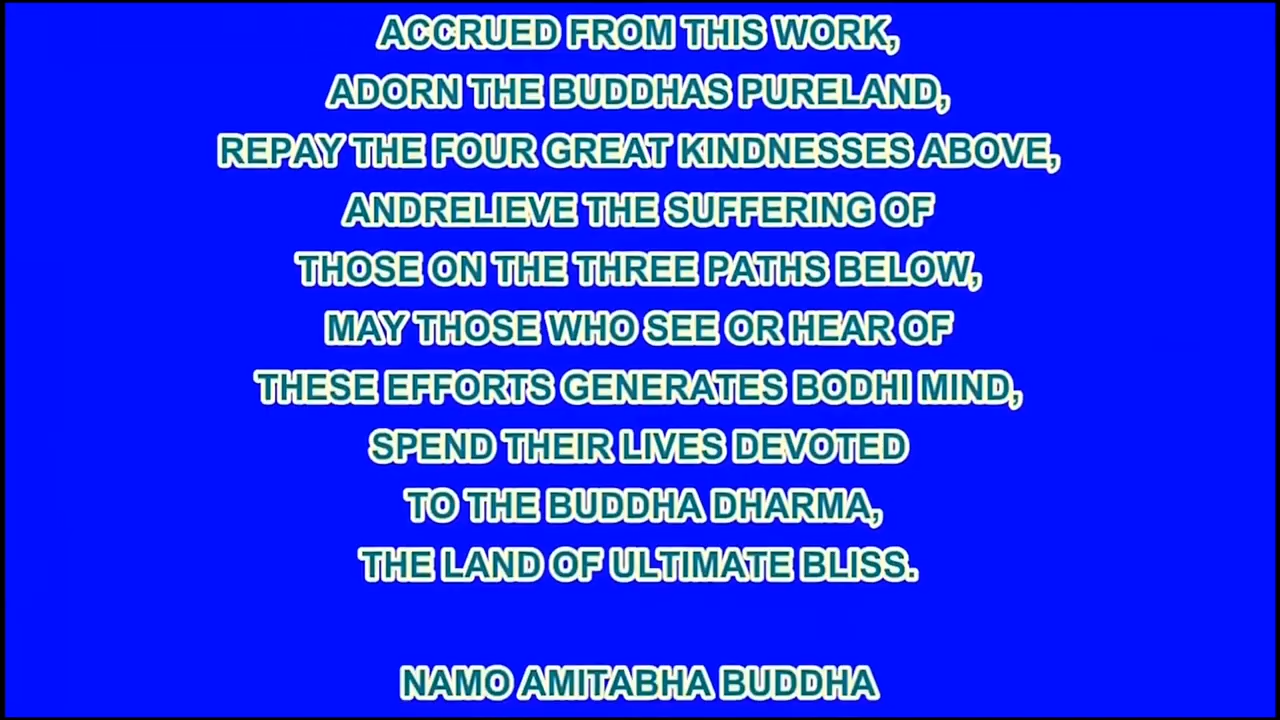 ACCRUED FROM THIS WORK,
ADORN THE BUDDHAS PURELAND,
REPAY THE FOUR GREAT KINDNESSES ABOVE,
ANDRELIEVE THE SUFFERING OF
THOSE ON THE THREE PATHS BELOW,
MAY THOSE WHO SEE OR HEAR OF
THESE EFFORTS GENERATES BODHI MIND,
SPEND THEIR LIVES DEVOTED
TO THE BUDDHA DHARMA,
THE LAND OF ULTIMATE BLISS.
NAMO AMITABHA BUDDHA